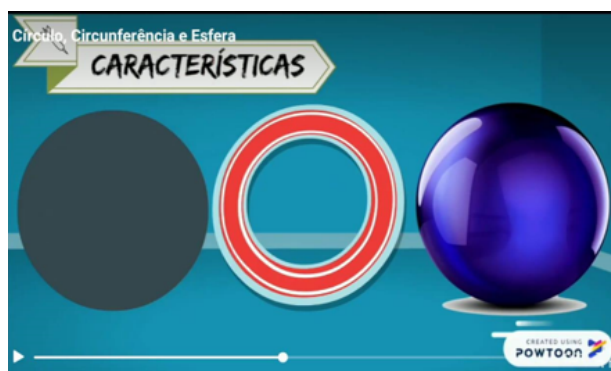 Círculo, Circunferência e Esfera
CARACTERÍSTICAS
CREATED USING
POWTOON